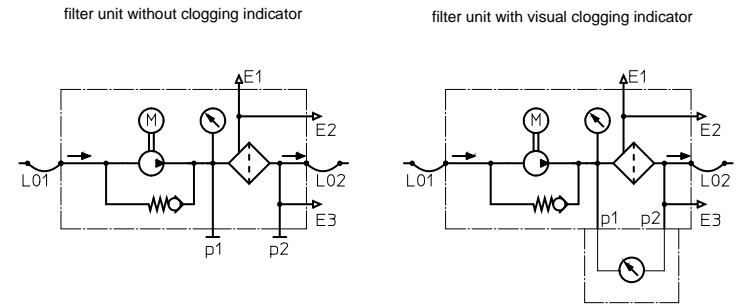 filter unit without clogging indicator
filter unit with visual clogging indicator
E1
M
E2
L01
L02
E3
p1
p2
E1
M
E2
L01
L02
p1
p2
E3